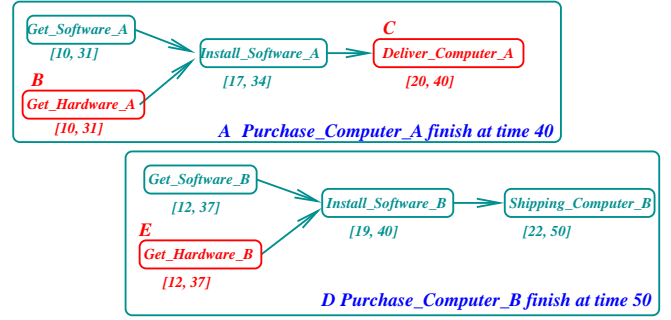 Get_Software_A
[10, 31]
B
Get_Hardware_A
[10, 31]
Install_Software_A
[17, 34]
C
Deliver_Computer_A
[20, 40]
A Purchase_Computer_A finish at time 40
Get_Software_B
[12, 37]
E
Get_Hardware_B
[12, 37]
Install_Software_B
[19, 40]
Shipping_Computer_B
[22, 50]
D Purchase_Computer_B finish at time 50